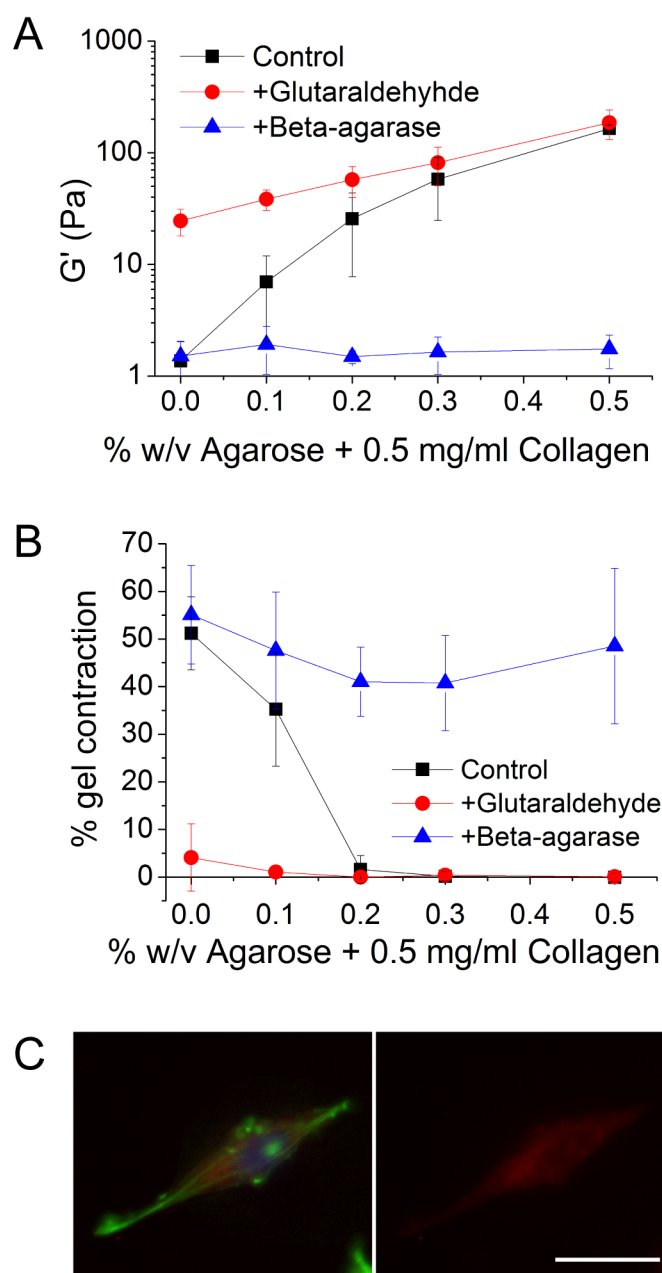 A
1000
100
10
1
G' (Pa)
Control
+Glutaraldehyhde
+Beta-agarase
0.0 0.1 0.2 0.3 0.4 0.5
% w/v Agarose + 0.5 mg/ml Collagen
B
70
60
50
40
30
20
10
0
% gel contraction
Control
+Glutaraldehyde
+Beta-agarase
0.0 0.1 0.2 0.3 0.4 0.5
% w/v Agarose + 0.5 mg/ml Collagen
C